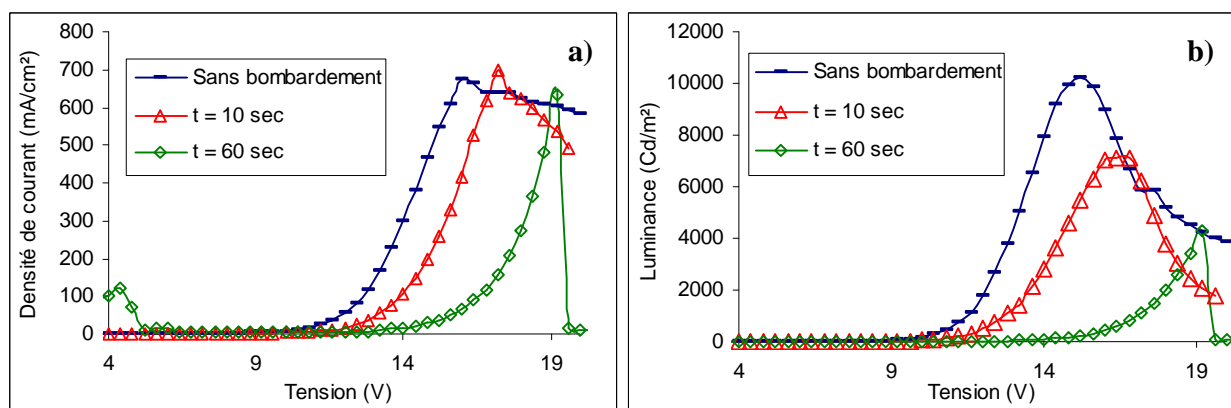 a)
Densité de courant (mA/cm²)
800
700
600
500
400
300
200
100
0
Sans bombardement
t = 10 sec
t = 60 sec
4
9
14
19
Tension (V)
b)
Luminance (Cd/m²)
12000
10000
8000
6000
4000
2000
0
Sans bombardement
t = 10 sec
t = 60 sec
4
9
14
19
Tension (V)